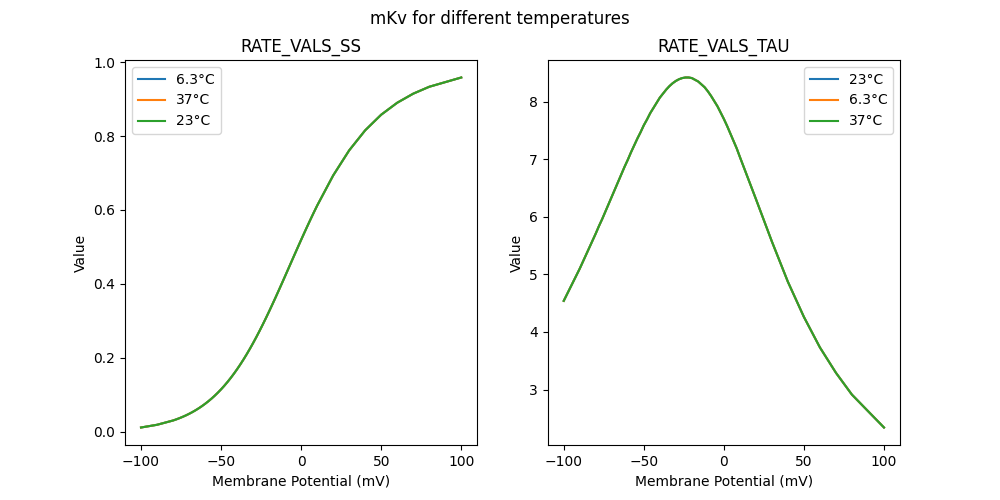 mKv for different temperatures
RATE_VALS_SS
6.3°C
37°C
23°C
1.0
0.8
0.6
0.4
0.2
0.0
Value
−100
−50
0
50
100
Membrane Potential (mV)
RATE_VALS_TAU
23°C
6.3°C
37°C
8
7
6
5
4
3
Value
−100
−50
0
50
100
Membrane Potential (mV)